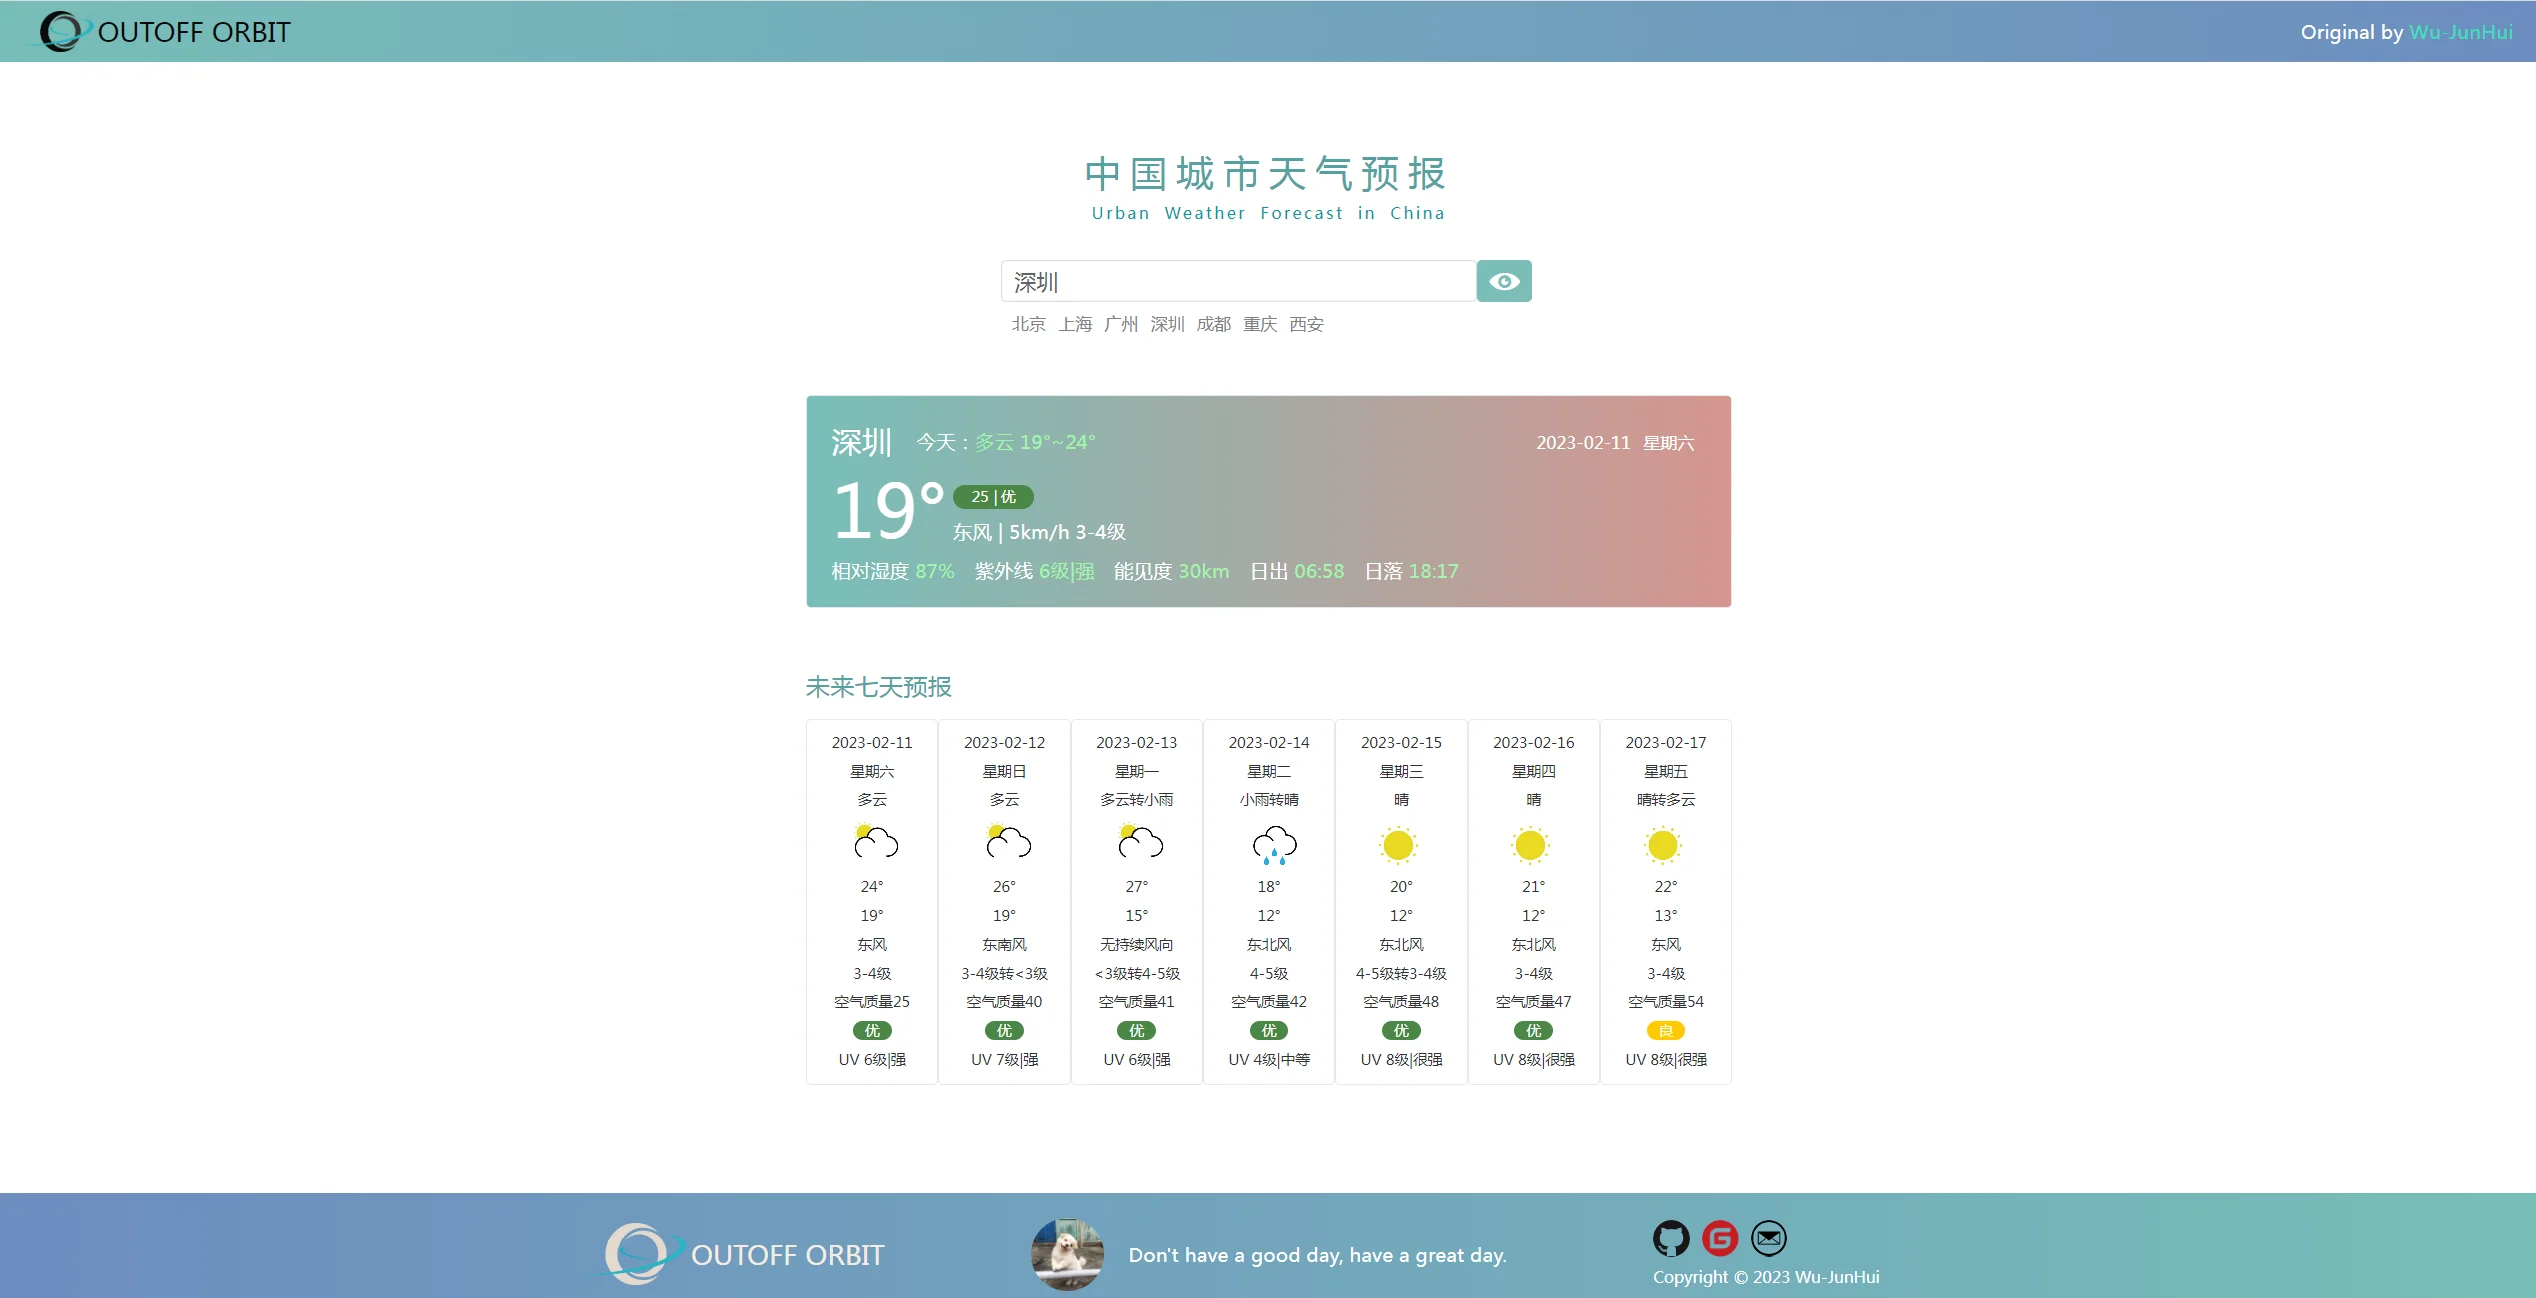 OUTOFF ORBIT
Original by Wu-JunHui
中国城市天气预报
Urban Weather Forecast in China
深圳
北京 上海 广州 深圳 成都 重庆 西安
深圳 今天：多云 19°~24° 2023-02-11 星期六
19° 25 | 优
东风 | 5km/h 3-4级
相对湿度 87% 紫外线 6级|强 能见度 30km 日出 06:58 日落 18:17
未来七天预报
2023-02-11 2023-02-12 2023-02-13 2023-02-14 2023-02-15 2023-02-16 2023-02-17
星期六 星期日 星期一 星期二 星期三 星期四 星期五
多云 多云 多云转小雨 小雨转晴 晴 晴 晴转多云
24° 26° 27° 18° 20° 21° 22°
19° 19° 15° 12° 12° 12° 13°
东风 东南风 无持续风向 东北风 东北风 东北风 东风
3-4级 3-4级转<3级 <3级转4-5级 4-5级 4-5级转3-4级 3-4级 3-4级
空气质量25 空气质量40 空气质量41 空气质量42 空气质量48 空气质量47 空气质量54
优 优 优 优 优 优 良
UV 6级|强 UV 7级|强 UV 6级|强 UV 4级|中等 UV 8级|很强 UV 8级|很强 UV 8级|很强
OUTOFF ORBIT
Don't have a good day, have a great day.
Copyright © 2023 Wu-JunHui